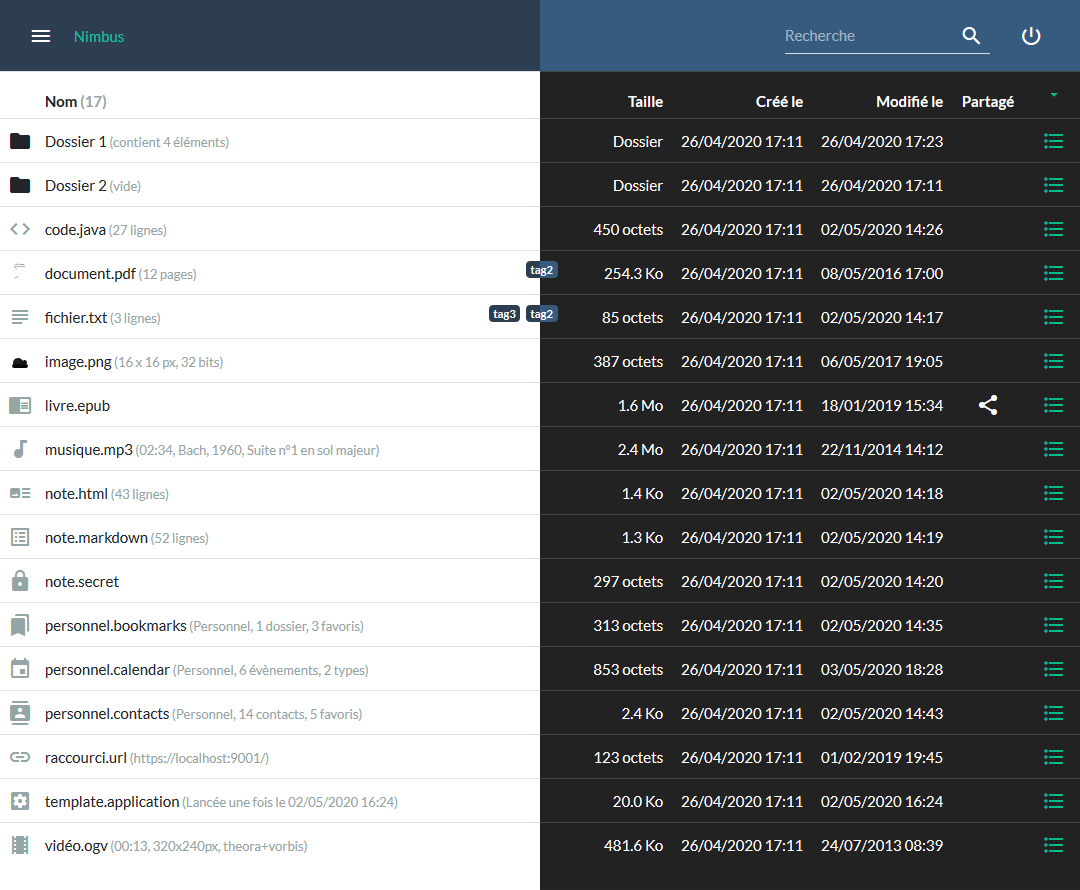 Nimbus Recherche
Nom (17) Taille Créé le Modifié le Partagé
Dossier 1 (contient 4 éléments) Dossier 26/04/2020 17:11 26/04/2020 17:23
Dossier 2 (vide) Dossier 26/04/2020 17:11 26/04/2020 17:11
code.java (27 lignes) 450 octets 26/04/2020 17:11 02/05/2020 14:26
document.pdf (12 pages) tag2 254.3 Ko 26/04/2020 17:11 08/05/2016 17:00
fichier.txt (3 lignes) tag3 tag2 85 octets 26/04/2020 17:11 02/05/2020 14:17
image.png (16 x 16 px, 32 bits) 387 octets 26/04/2020 17:11 06/05/2017 19:05
livre.epub 1.6 Mo 26/04/2020 17:11 18/01/2019 15:34
musique.mp3 (02:34, Bach, 1960, Suite n°1 en sol majeur) 2.4 Mo 26/04/2020 17:11 22/11/2014 14:12
note.html (43 lignes) 1.4 Ko 26/04/2020 17:11 02/05/2020 14:18
note.markdown (52 lignes) 1.3 Ko 26/04/2020 17:11 02/05/2020 14:19
note.secret 297 octets 26/04/2020 17:11 02/05/2020 14:20
personnel.bookmarks (Personnel, 1 dossier, 3 favoris) 313 octets 26/04/2020 17:11 02/05/2020 14:35
personnel.calendar (Personnel, 6 évènements, 2 types) 853 octets 26/04/2020 17:11 03/05/2020 18:28
personnel.contacts (Personnel, 14 contacts, 5 favoris) 2.4 Ko 26/04/2020 17:11 02/05/2020 14:43
raccourci.url (https://localhost:9001/) 123 octets 26/04/2020 17:11 01/02/2019 19:45
template.application (Lancée une fois le 02/05/2020 16:24) 20.0 Ko 26/04/2020 17:11 02/05/2020 16:24
vidéo.ogv (00:13, 320x240px, theora+vorbis) 481.6 Ko 26/04/2020 17:11 24/07/2013 08:39